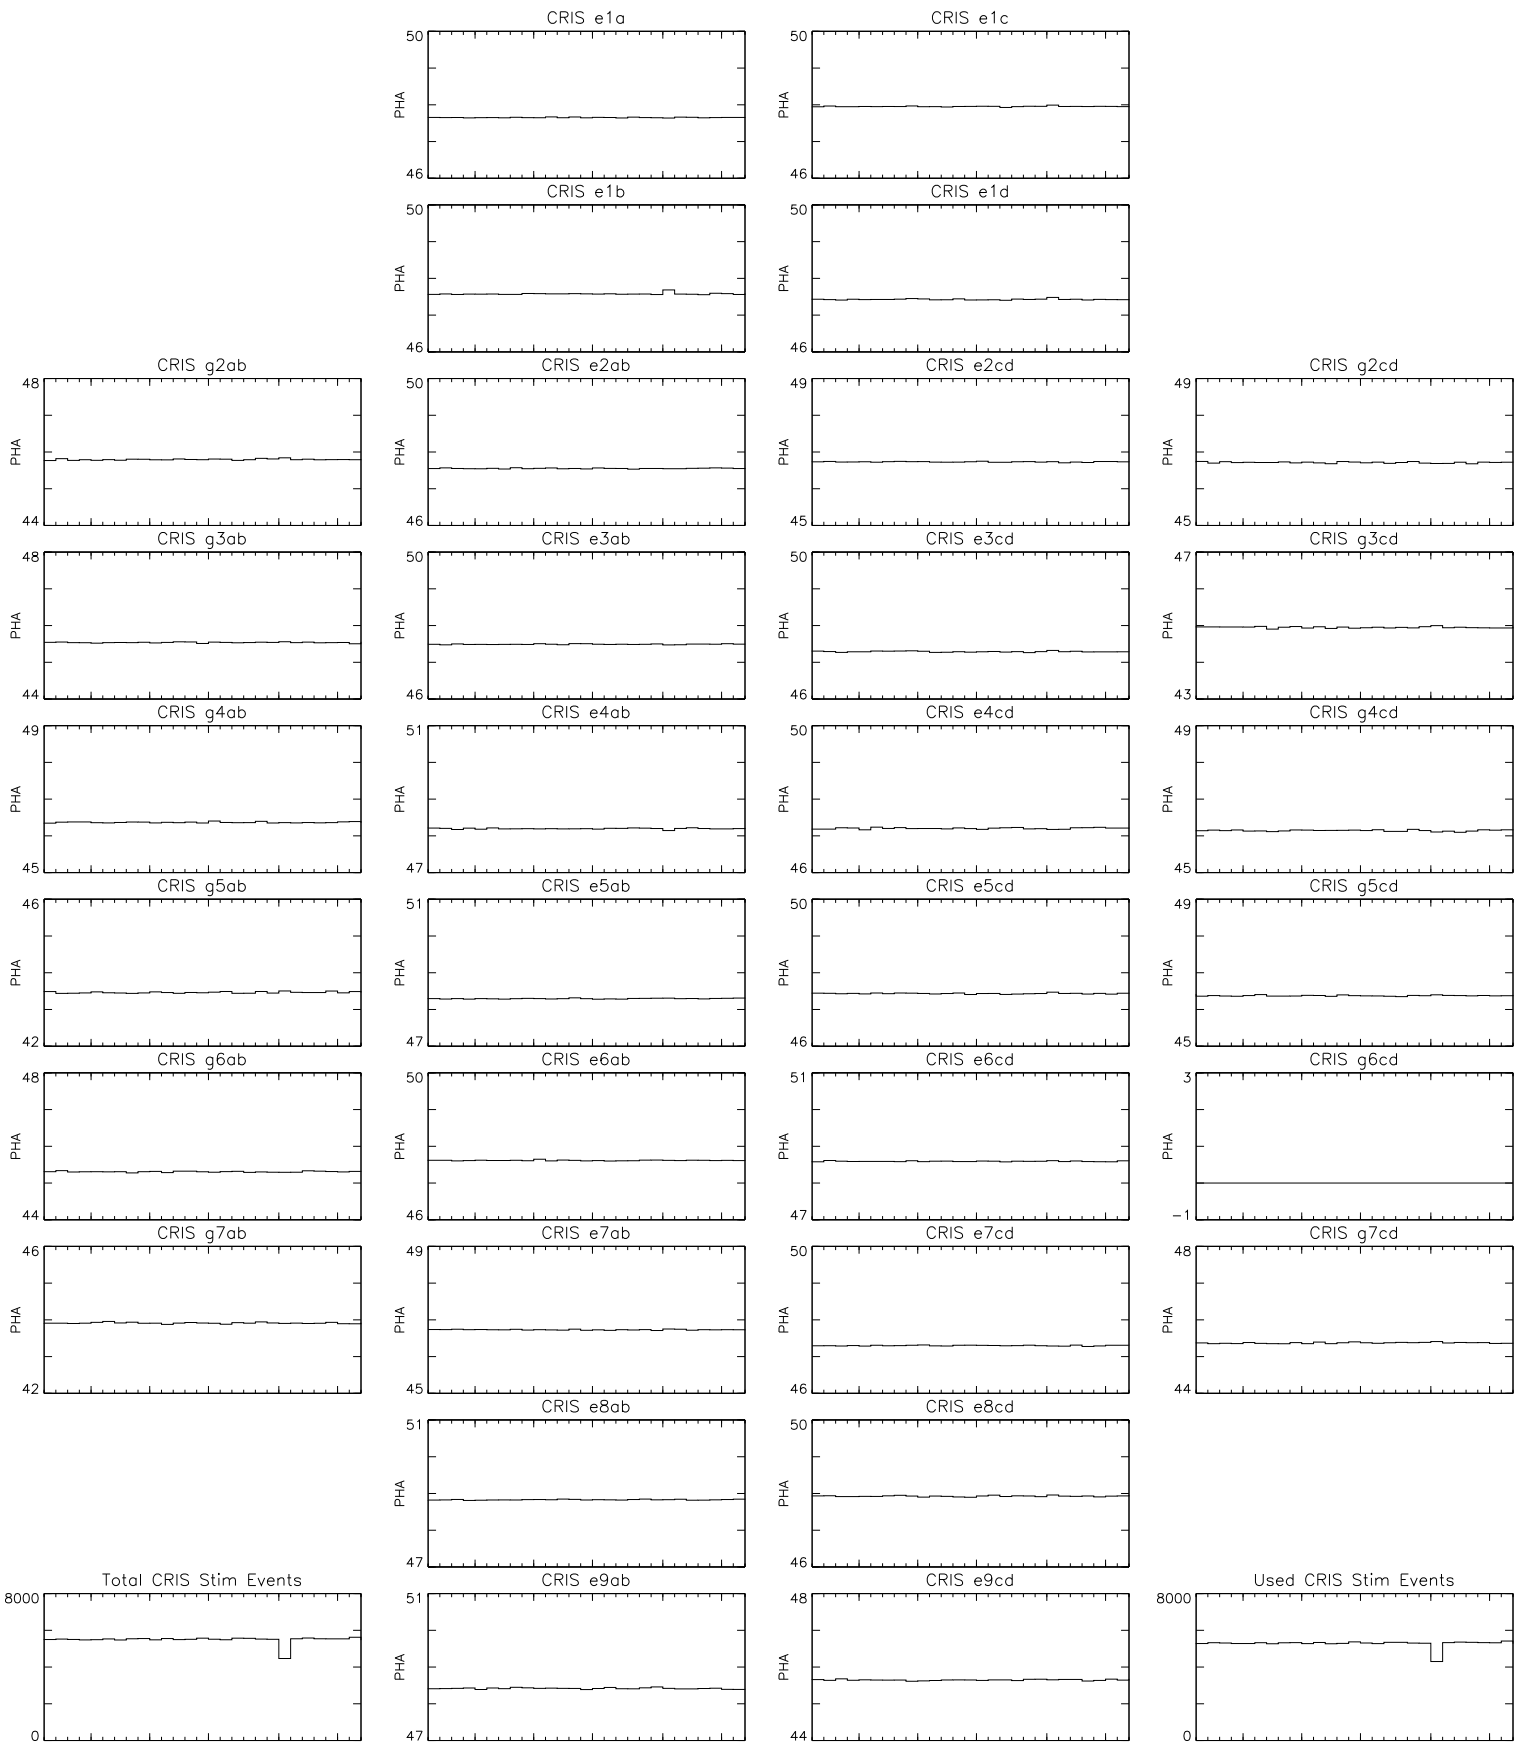 CRIS e1a
CRIS e1c
50
PHA
46
50
PHA
46
CRIS e1b
CRIS e1d
50
PHA
46
50
PHA
46
CRIS g2ab
CRIS e2ab
CRIS e2cd
CRIS g2cd
48
PHA
44
50
PHA
46
49
PHA
45
49
PHA
45
CRIS g3ab
CRIS e3ab
CRIS e3cd
CRIS g3cd
48
PHA
44
50
PHA
46
50
PHA
46
47
PHA
43
CRIS g4ab
CRIS e4ab
CRIS e4cd
CRIS g4cd
49
PHA
45
51
PHA
47
50
PHA
46
49
PHA
45
CRIS g5ab
CRIS e5ab
CRIS e5cd
CRIS g5cd
46
PHA
42
51
PHA
47
50
PHA
46
49
PHA
45
CRIS g6ab
CRIS e6ab
CRIS e6cd
CRIS g6cd
48
PHA
44
50
PHA
46
51
PHA
47
3
PHA
-1
CRIS g7ab
CRIS e7ab
CRIS e7cd
CRIS g7cd
46
PHA
42
49
PHA
45
50
PHA
46
48
PHA
44
CRIS e8ab
CRIS e8cd
51
PHA
47
50
PHA
46
Total CRIS Stim Events
CRIS e9ab
CRIS e9cd
Used CRIS Stim Events
8000
0
51
PHA
47
48
PHA
44
8000
0